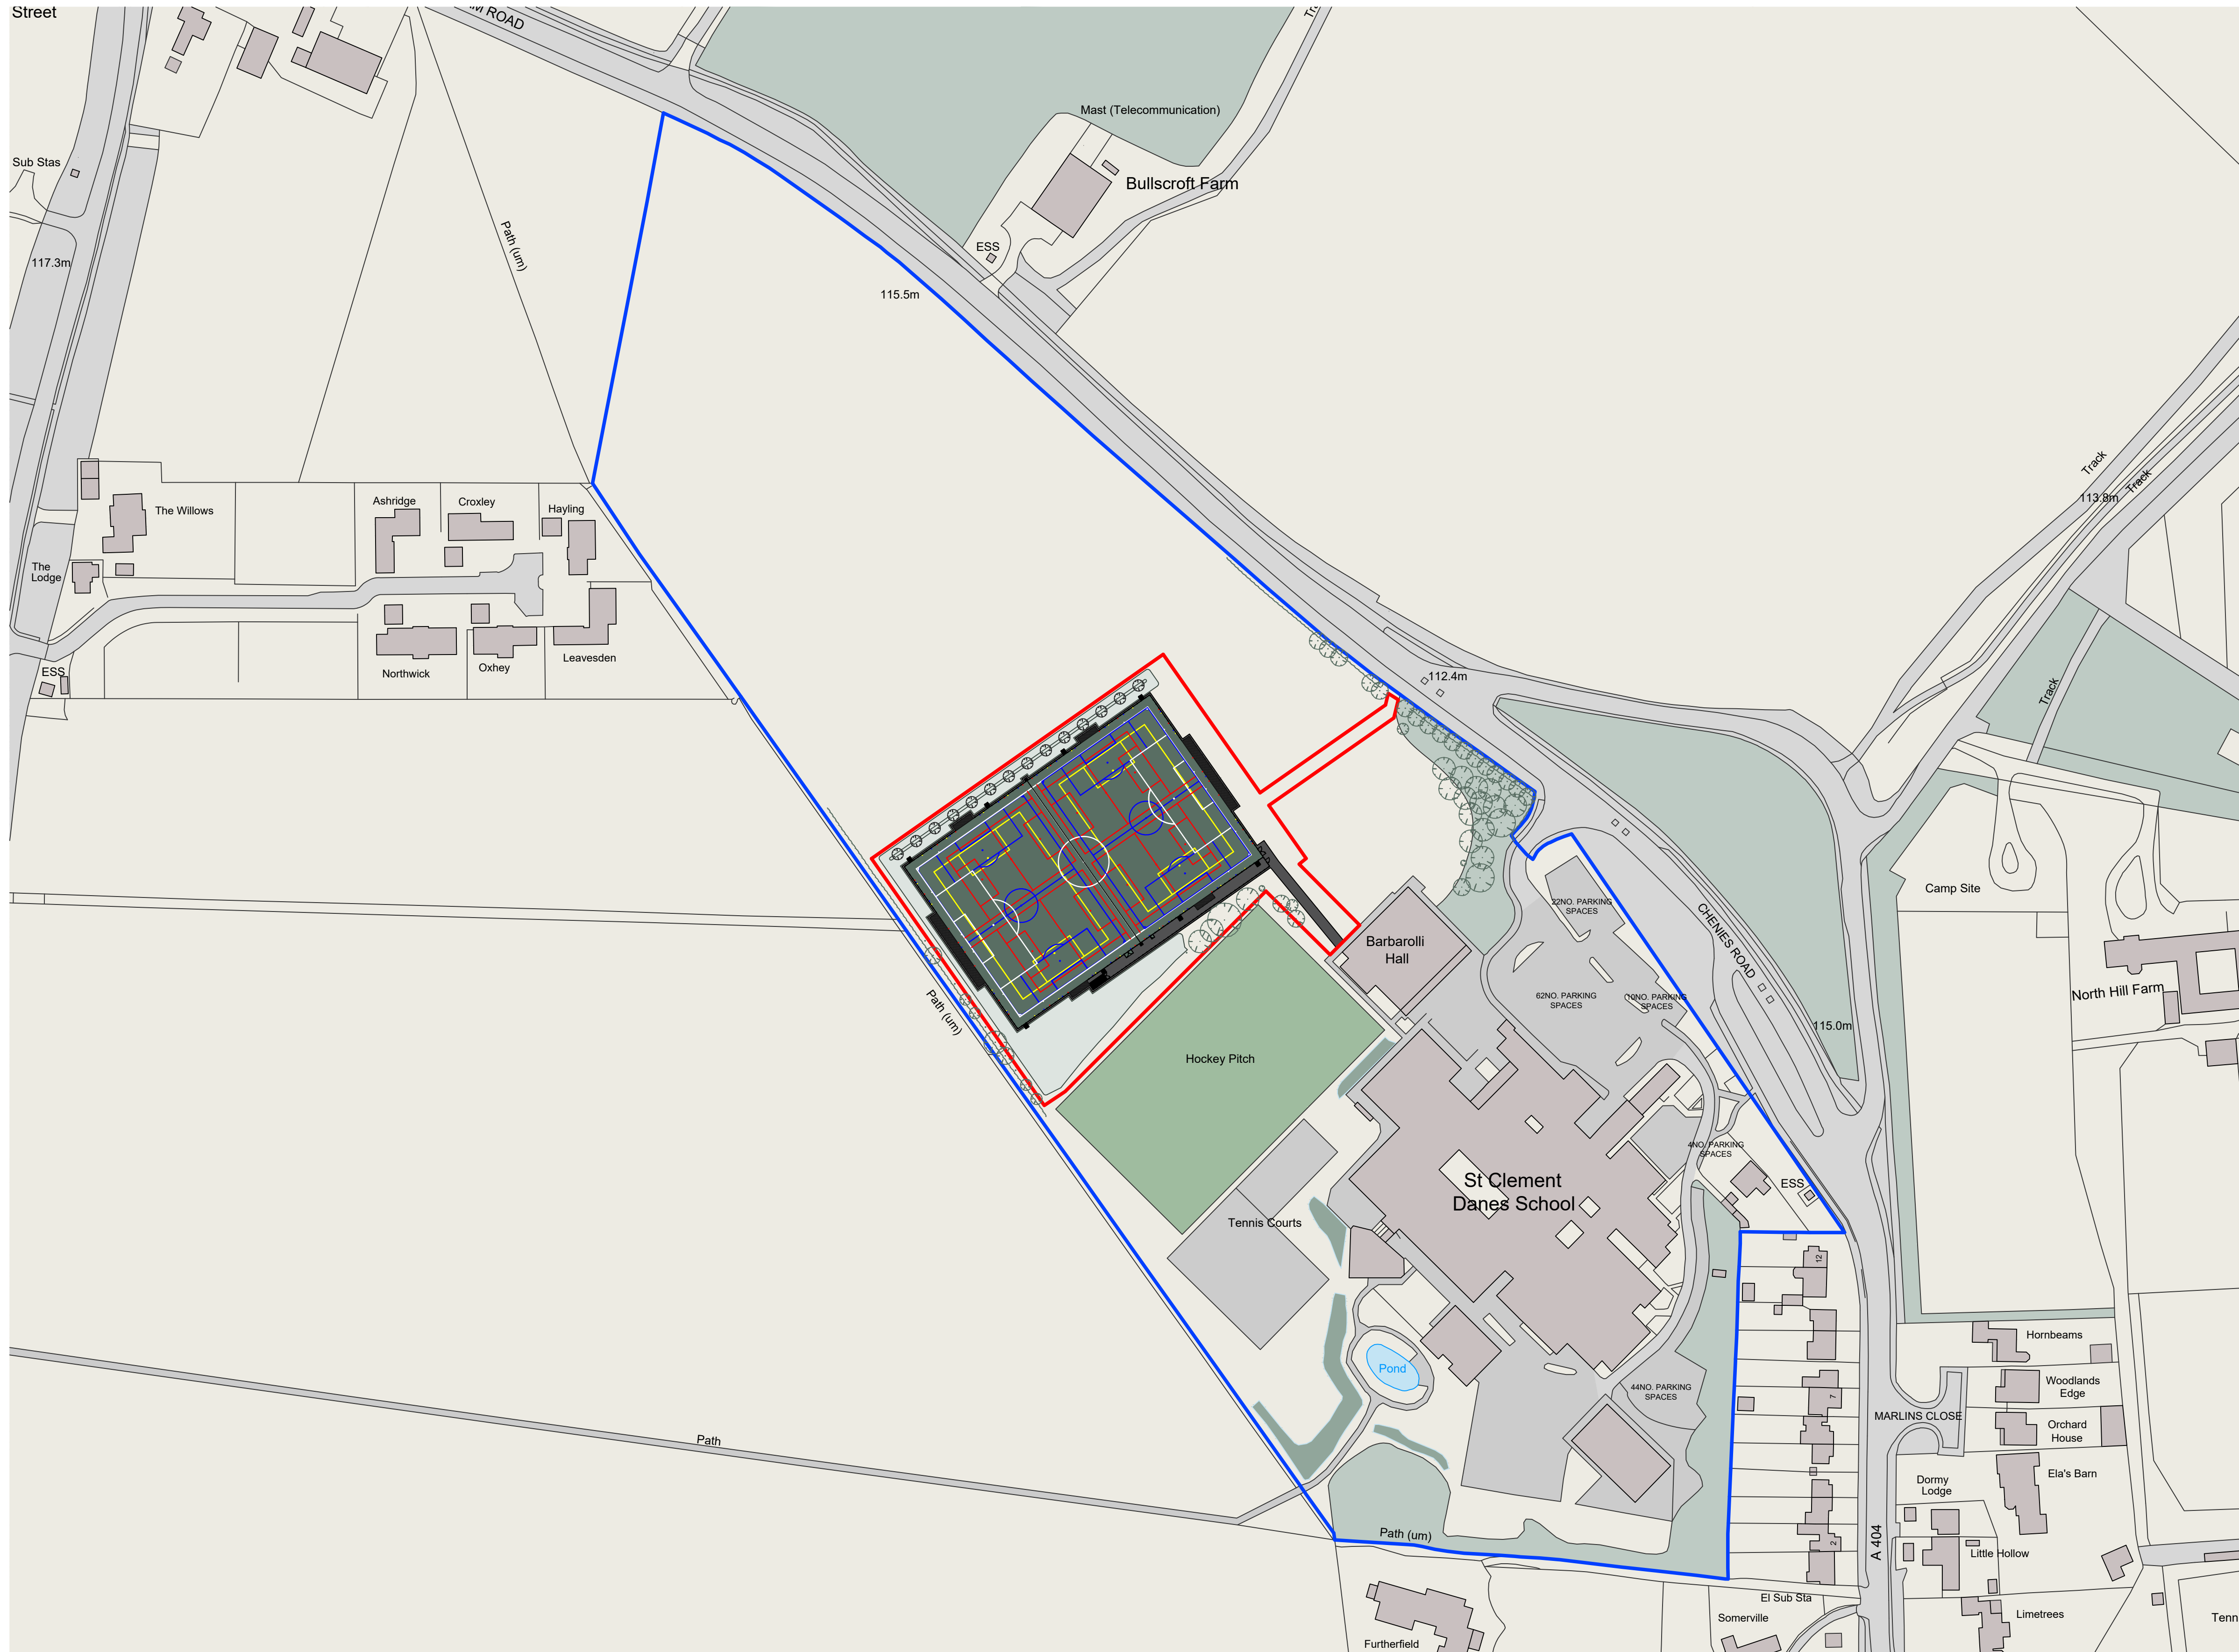 Street
M ROAD
Mast (Telecommunication)
Bullscroft Farm
Sub Stas
ESS
117.3m
Path (um)
115.5m
Track
Track
113.8m
The Willows
Ashridge
Croxley
Hayling
The
Lodge
Northwick
Oxhey
Leavesden
ESS
112.4m
Track
Camp Site
22NO. PARKING
SPACES
CHENIES ROAD
Barbarolli
Hall
62NO. PARKING
SPACES
10NO. PARKING
SPACES
North Hill Farm
115.0m
Path (um)
Hockey Pitch
4NO. PARKING
SPACES
St Clement
Danes School
ESS
Tennis Courts
12
Hornbeams
Pond
44NO. PARKING
SPACES
7
Woodlands
Edge
MARLINS CLOSE
Orchard
House
Path
Ela's Barn
Dormy
Lodge
Path (um)
A 404
2
Little Hollow
El Sub Sta
Somerville
Limetrees
Tenn
Furtherfield